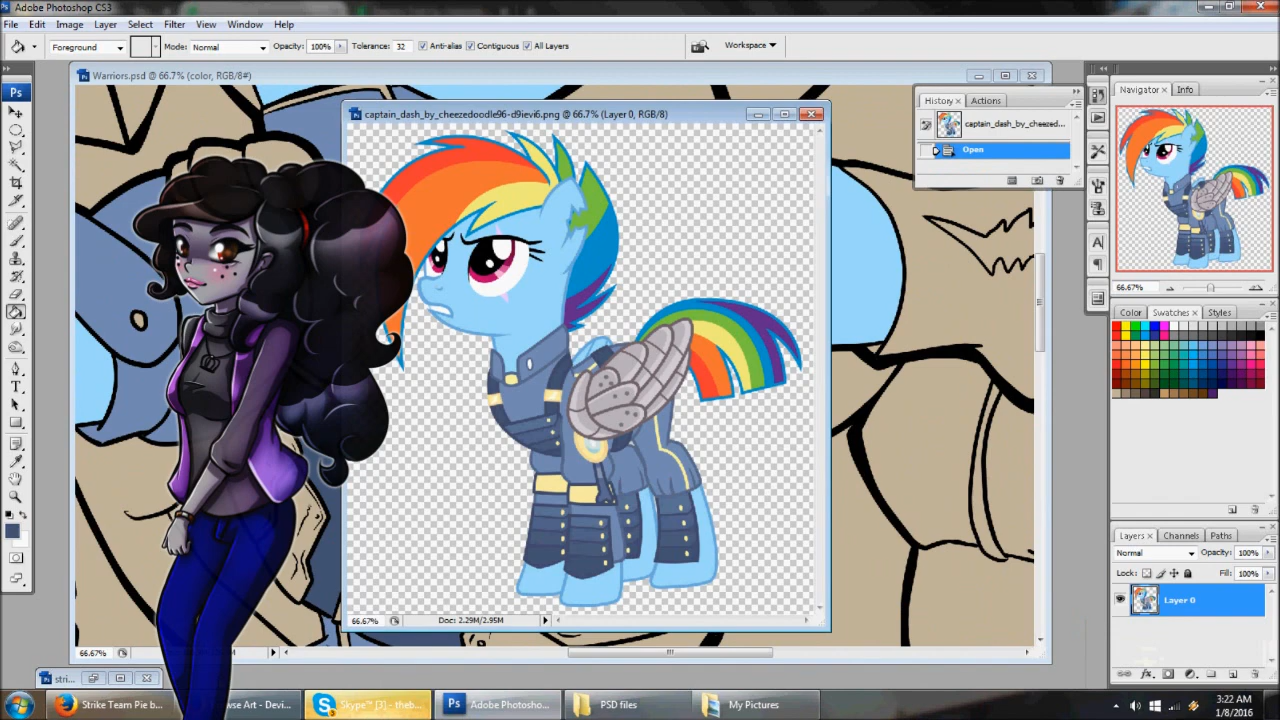 Adobe Photoshop CS3
File Edit Image Layer Select Filter View Window Help
Foreground Mode: Normal Opacity: 100% Tolerance: 32 Anti-alias Contiguous All Layers Workspace
Warriors.psd @ 66.7% (color, RGB/8#)
captain_dash_by_cheezedoodle96-d9ievi6.png @ 66.7% (Layer 0, RGB/8)
History Actions
captain_dash_by_cheezed...
Open
Navigator Info
66.67%
Color Swatches Styles
Layers Channels Paths
Normal Opacity: 100%
Lock: Fill: 100%
Layer 0
66.67% Doc: 2.29M/2.95M
66.67%
stri...
Strike Team Pie b... wse Art - Devi... Skype™ [3] - theb... Adobe Photosho... PSD files My Pictures
3:22 AM
1/8/2016